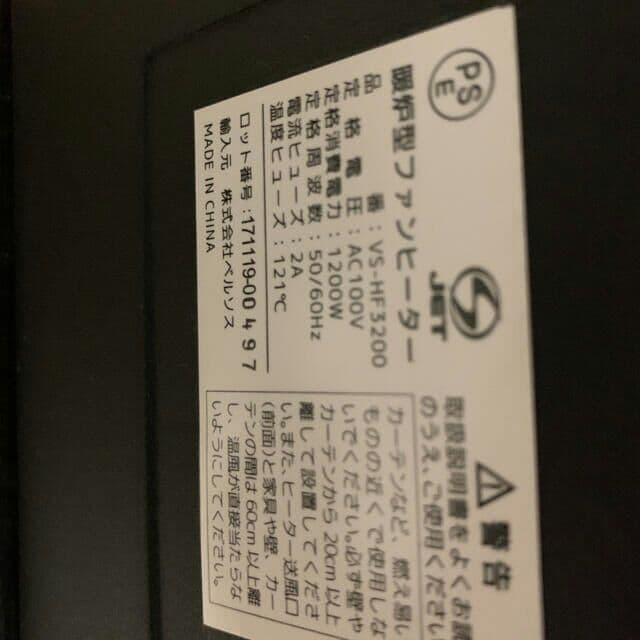 PS
E
JET
暖炉型ファンヒーター
品　　　番：VS-HF3200
定 格 電 圧：AC100V
定格消費電力：1200W
定 格 周 波 数：50/60Hz
電流ヒューズ：2A
温度ヒューズ：121℃
ロット番号：171119-00 4 9 7
輸入元　株式会社ベルソス
MADE IN CHINA
警告
取扱説明書をよくお読
のうえ、ご使用ください
カーテンなど、燃え易い
ものの近くで使用しな
いでください。必ず壁や
カーテンから20cm以上
離して設置してくださ
い。また、ヒーター送風口
(前面)と家具や壁、カー
テンの間は60cm以上離
し、温風が直接当たらな
いようにしてください。